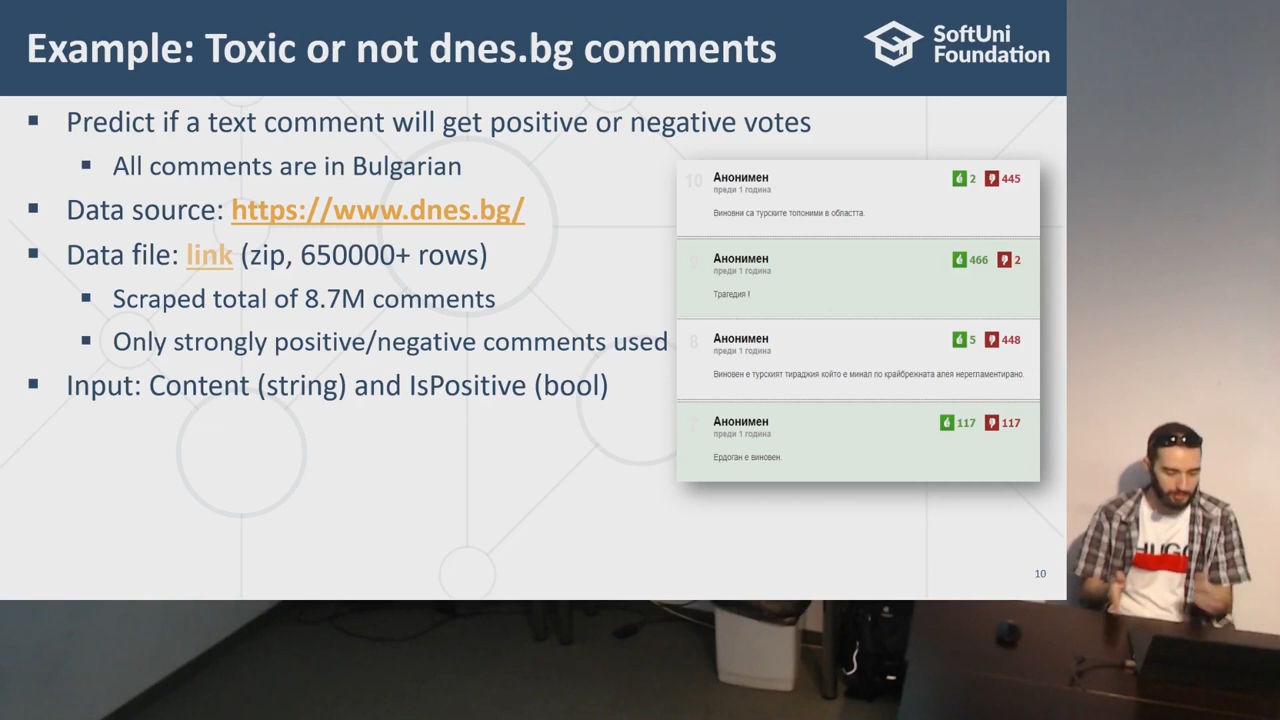 Example: Toxic or not dnes.bg comments
SoftUni
Foundation
Predict if a text comment will get positive or negative votes
All comments are in Bulgarian
Data source: https://www.dnes.bg/
Data file: link (zip, 650000+ rows)
Scraped total of 8.7M comments
Only strongly positive/negative comments used
Input: Content (string) and IsPositive (bool)
10 Анонимен 2 445
преди 1 година
Виновни са турските топоними в областта.
9 Анонимен 466 2
преди 1 година
Трагедия !
8 Анонимен 5 448
преди 1 година
Виновен е турският тираджия който е минал по крайбрежната алея нерегламентирано.
7 Анонимен 117 117
преди 1 година
Ердоган е виновен.
10
HUGO